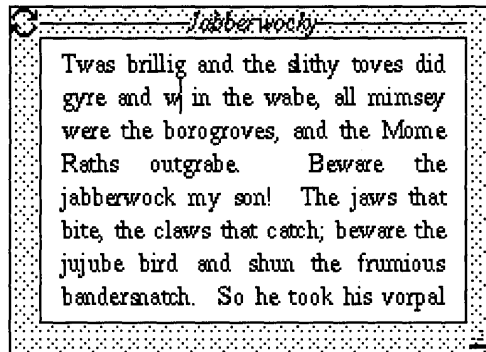 Jabberwocky
Twas brillig and the slithy toves did
gyre and w in the wabe, all mimsey
were the borogroves, and the Mome
Raths outgrabe. Beware the
jabberwock my son! The jaws that
bite, the claws that catch; beware the
jujube bird and shun the frumious
bandersnatch. So he took his vorpal